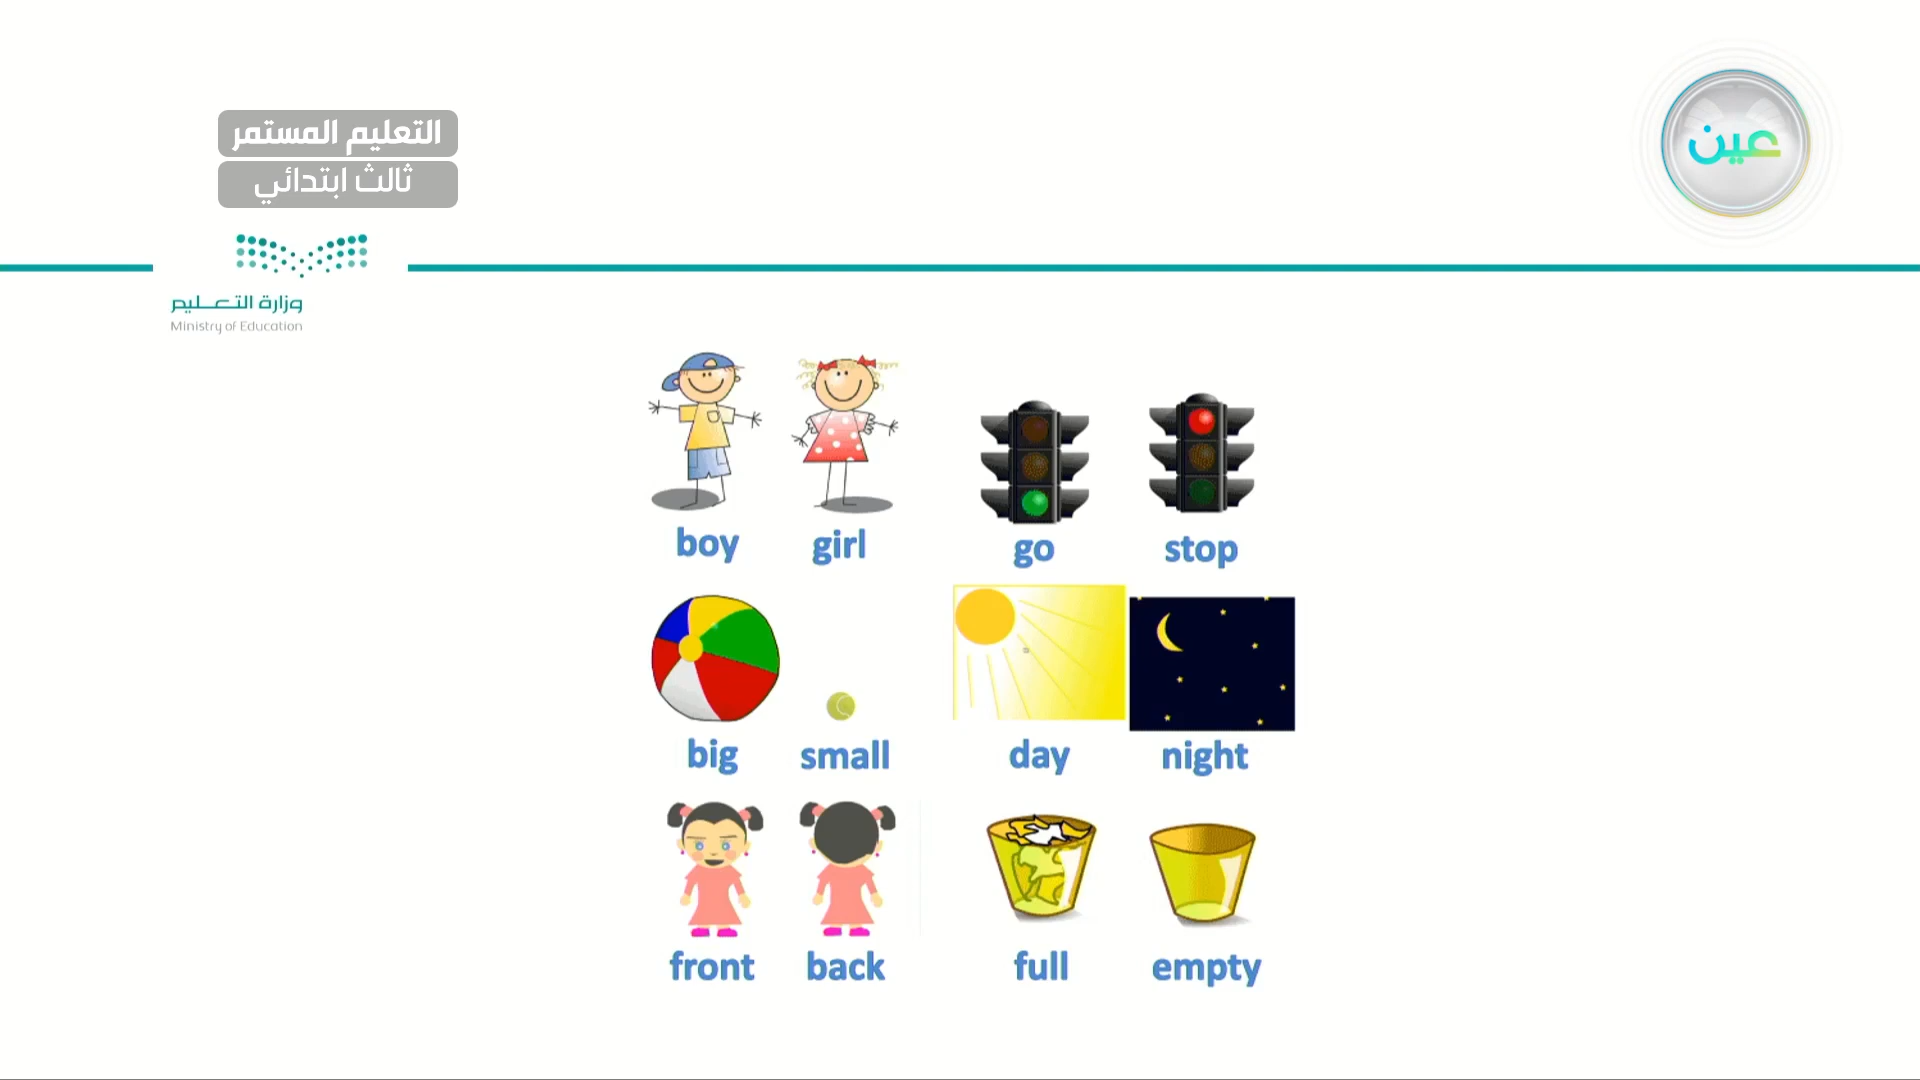 التعليم المستمر
ثالث ابتدائي
عين
وزارة التعليم
Ministry of Education
boy girl go stop
big small day night
front back full empty